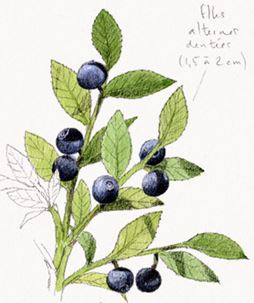 flles
alternes
dentées
(1,5 à 2 cm)